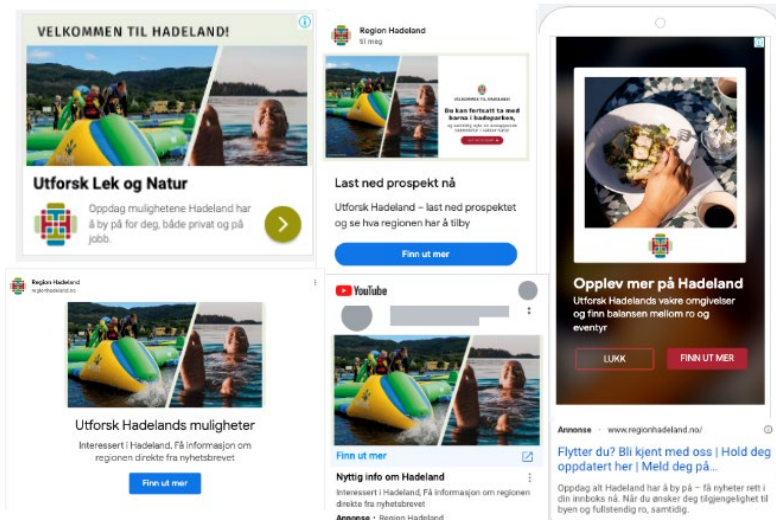 VELKOMMEN TIL HADELAND!
Utforsk Lek og Natur
Oppdag mulighetene Hadeland har
å by på for deg, både privat og på
jobb.
Region Hadeland
til meg
VELKOMMEN TIL HADELAND!
Du kan fortsatt ta med
barna i badeparken,
Last ned prospekt nå
Utforsk Hadeland – last ned prospektet
og se hva regionen har å tilby
Finn ut mer
Opplev mer på Hadeland
Utforsk Hadelands vakre omgivelser
og finn balansen mellom ro og
eventyr
LUKK
FINN UT MER
Region Hadeland
regionhadeland.no
Utforsk Hadelands muligheter
Interessert i Hadeland, Få informasjon om
regionen direkte fra nyhetsbrevet
Finn ut mer
YouTube
Finn ut mer
Nyttig info om Hadeland
Interessert i Hadeland, Få informasjon om regionen
direkte fra nyhetsbrevet
Annonse • Region Hadeland
Annonse · www.regionhadeland.no/
Flytter du? Bli kjent med oss | Hold deg
oppdatert her | Meld deg på...
Oppdag alt Hadeland har å by på – få nyheter rett i
din innboks nå. Når du ønsker deg tilgjengelighet til
byen og fullstendig ro, samtidig.